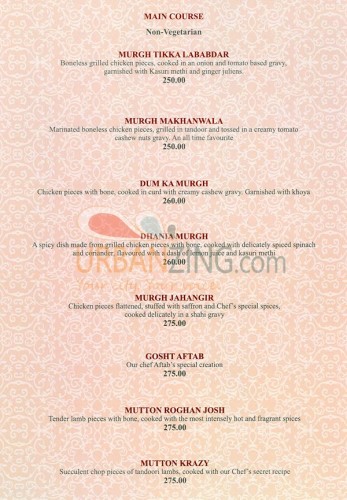 MAIN COURSE
Non-Vegetarian
MURGH TIKKA LABABDAR
Boneless grilled chicken pieces, cooked in an onion and tomato based gravy,
garnished with Kasuri methi and ginger juliens
250.00
MURGH MAKHANWALA
Marinated boneless chicken pieces, grilled in tandoor and tossed in a creamy tomato
cashew nuts gravy. An all time favourite
250.00
DUM KA MURGH
Chicken pieces with bone, cooked in curd with creamy cashew gravy. Garnished with khoya
260.00
DHANIA MURGH
A spicy dish made from grilled chicken pieces with bone, cooked with delicately spiced spinach
and coriander, flavoured with a dash of lemon juice and kasuri methi
260.00
URBANZING.com
our city
MURGH JAHANGIR
Chicken pieces flattened, stuffed with saffron and Chef's special spices,
cooked delicately in a shahi gravy
275.00
GOSHT AFTAB
Our chef Aftab's special creation
275.00
MUTTON ROGHAN JOSH
Tender lamb pieces with bone, cooked with the most intensely hot and fragrant spices
275.00
MUTTON KRAZY
Succulent chop pieces of tandoori lambs, cooked with our Chef's secret recipe
275.00